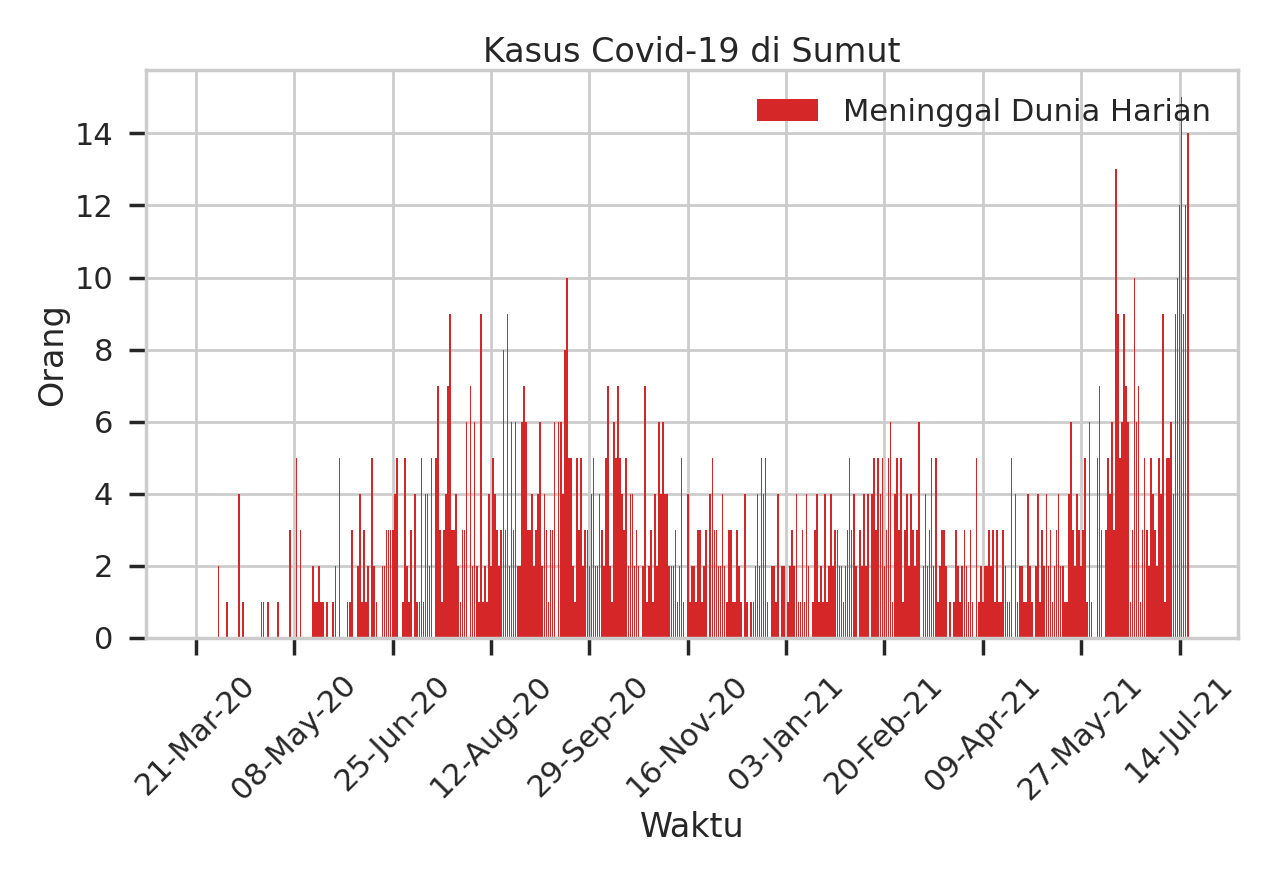 Kasus Covid-19 di Sumut
Meninggal Dunia Harian
14
12
10
8
6
4
2
0
Orang
21-Mar-20
08-May-20
25-Jun-20
12-Aug-20
29-Sep-20
16-Nov-20
03-Jan-21
20-Feb-21
09-Apr-21
27-May-21
14-Jul-21
Waktu